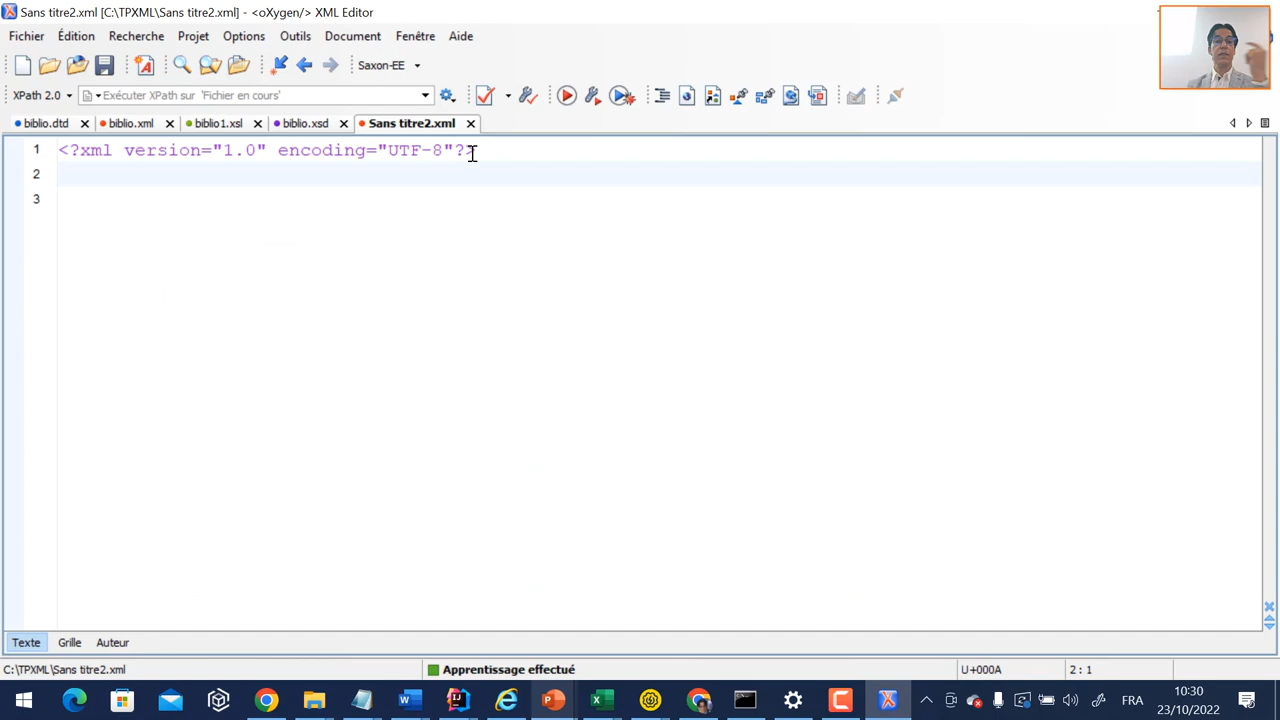 Sans titre2.xml [C:\TPXML\Sans titre2.xml] - <oXygen/> XML Editor
Fichier Édition Recherche Projet Options Outils Document Fenêtre Aide
Saxon-EE
XPath 2.0 Exécuter XPath sur 'Fichier en cours'
biblio.dtd biblio.xml biblio1.xsl biblio.xsd Sans titre2.xml
1 <?xml version="1.0" encoding="UTF-8"?>
2
3
Texte Grille Auteur
C:\TPXML\Sans titre2.xml Apprentissage effectué U+000A 2 : 1
FRA 10:30
23/10/2022